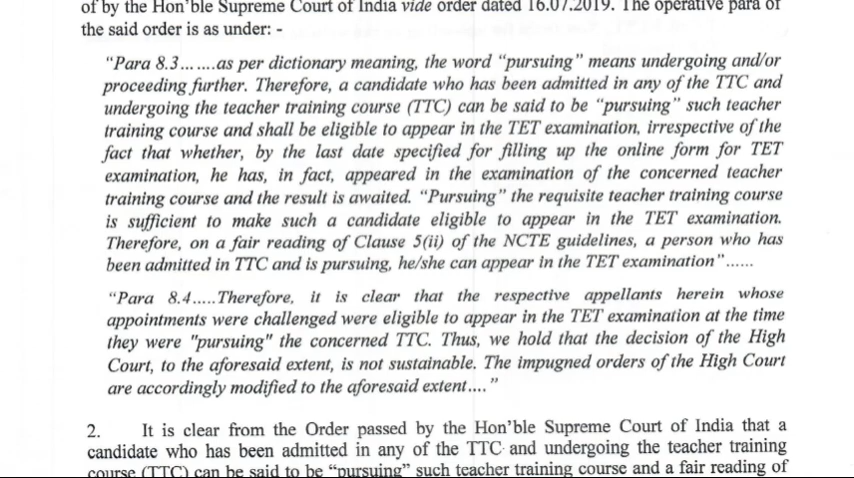 of by the Hon'ble Supreme Court of India vide order dated 16.07.2019. The operative para of
the said order is as under: -
"Para 8.3.......as per dictionary meaning, the word "pursuing" means undergoing and/or
proceeding further. Therefore, a candidate who has been admitted in any of the TTC and
undergoing the teacher training course (TTC) can be said to be "pursuing" such teacher
training course and shall be eligible to appear in the TET examination, irrespective of the
fact that whether, by the last date specified for filling up the online form for TET
examination, he has, in fact, appeared in the examination of the concerned teacher
training course and the result is awaited. "Pursuing" the requisite teacher training course
is sufficient to make such a candidate eligible to appear in the TET examination.
Therefore, on a fair reading of Clause 5(ii) of the NCTE guidelines, a person who has
been admitted in TTC and is pursuing, he/she can appear in the TET examination"......
"Para 8.4.....Therefore, it is clear that the respective appellants herein whose
appointments were challenged were eligible to appear in the TET examination at the time
they were "pursuing" the concerned TTC. Thus, we hold that the decision of the High
Court, to the aforesaid extent, is not sustainable. The impugned orders of the High Court
are accordingly modified to the aforesaid extent...."
2. It is clear from the Order passed by the Hon'ble Supreme Court of India that a
candidate who has been admitted in any of the TTC and undergoing the teacher training
course (TTC) can be said to be "pursuing" such teacher training course and a fair reading of